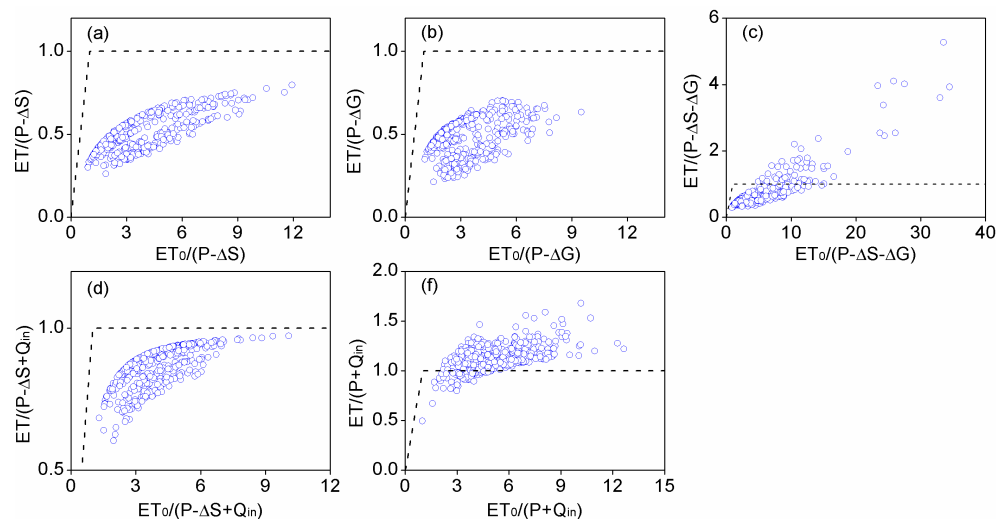 (a)
1.0
0.5
0.0
0 3 6 9 12
ET/(P-ΔS)
ET₀/(P-ΔS)
(b)
1.0
0.5
0.0
0 3 6 9 12
ET/(P-ΔG)
ET₀/(P-ΔG)
(c)
6
4
2
0
0 10 20 30 40
ET/(P-ΔS-ΔG)
ET₀/(P-ΔS-ΔG)
(d)
1.0
0.5
0 3 6 9 12
ET/(P-ΔS+Qin)
ET₀/(P-ΔS+Qin)
(f)
2.0
1.5
1.0
0.5
0.0
0 3 6 9 12 15
ET/(P+Qin)
ET₀/(P+Qin)